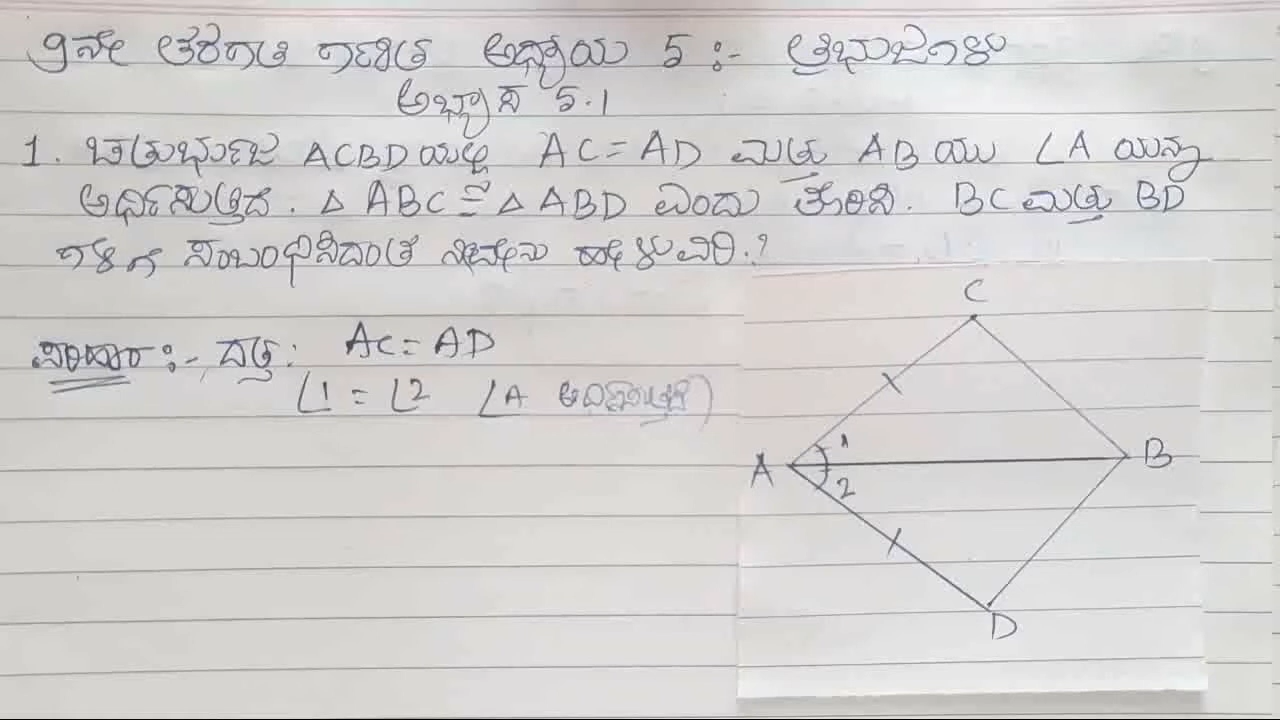 9ನೇ ತರಗತಿ ಗಣಿತ ಅಧ್ಯಾಯ 5 :- ತ್ರಿಭುಜಗಳು
ಅಭ್ಯಾಸ 5.1
1. ಚತುರ್ಭುಜ ACBD ಯಲ್ಲಿ AC = AD ಮತ್ತು AB ಯು ∠A ಯನ್ನು
ಅರ್ಧಿಸುತ್ತದೆ. △ ABC ≅ △ ABD ಎಂದು ತೋರಿಸಿ. BC ಮತ್ತು BD
ಗಳಿಗೆ ಸಂಬಂಧಿಸಿದಂತೆ ನೀವೇನು ಹೇಳುವಿರಿ.?
ಪರಿಹಾರ :- ದತ್ತ: AC = AD
∠1 = ∠2 ∠A ಅರ್ಧಿಸುತ್ತದೆ)
C
1
A
B
2
D